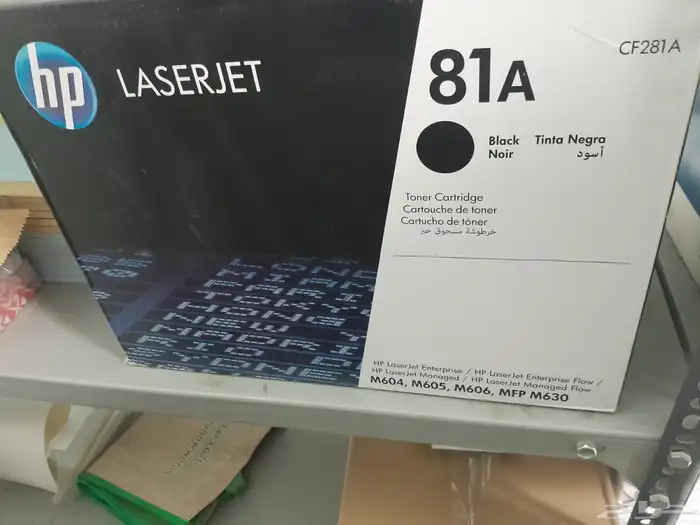 hp
LASERJET
81A
CF281A
Black Tinta Negra
Noir أسود
Toner Cartridge
Cartouche de toner
Cartucho de tóner
خرطوشة مسحوق حبر
HP LaserJet Enterprise / HP LaserJet Enterprise Flow /
HP LaserJet Managed / HP LaserJet Managed Flow
M604, M605, M606, MFP M630